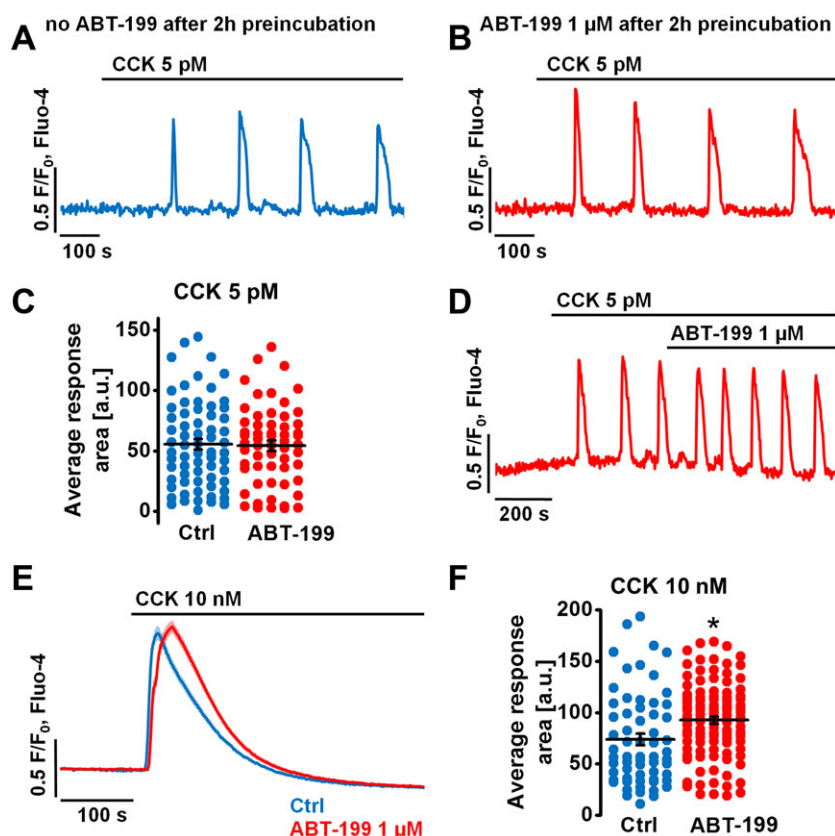 A
no ABT-199 after 2h preincubation
CCK 5 pM
0.5 F/F0, Fluo-4
100 s
B
ABT-199 1 µM after 2h preincubation
CCK 5 pM
0.5 F/F0, Fluo-4
100 s
C
CCK 5 pM
Average response
area [a.u.]
150
100
50
0
Ctrl
ABT-199
D
CCK 5 pM
ABT-199 1 µM
0.5 F/F0, Fluo-4
200 s
E
CCK 10 nM
0.5 F/F0, Fluo-4
100 s
Ctrl
ABT-199 1 µM
F
CCK 10 nM
Average response
area [a.u.]
200
150
100
50
0
*
Ctrl
ABT-199